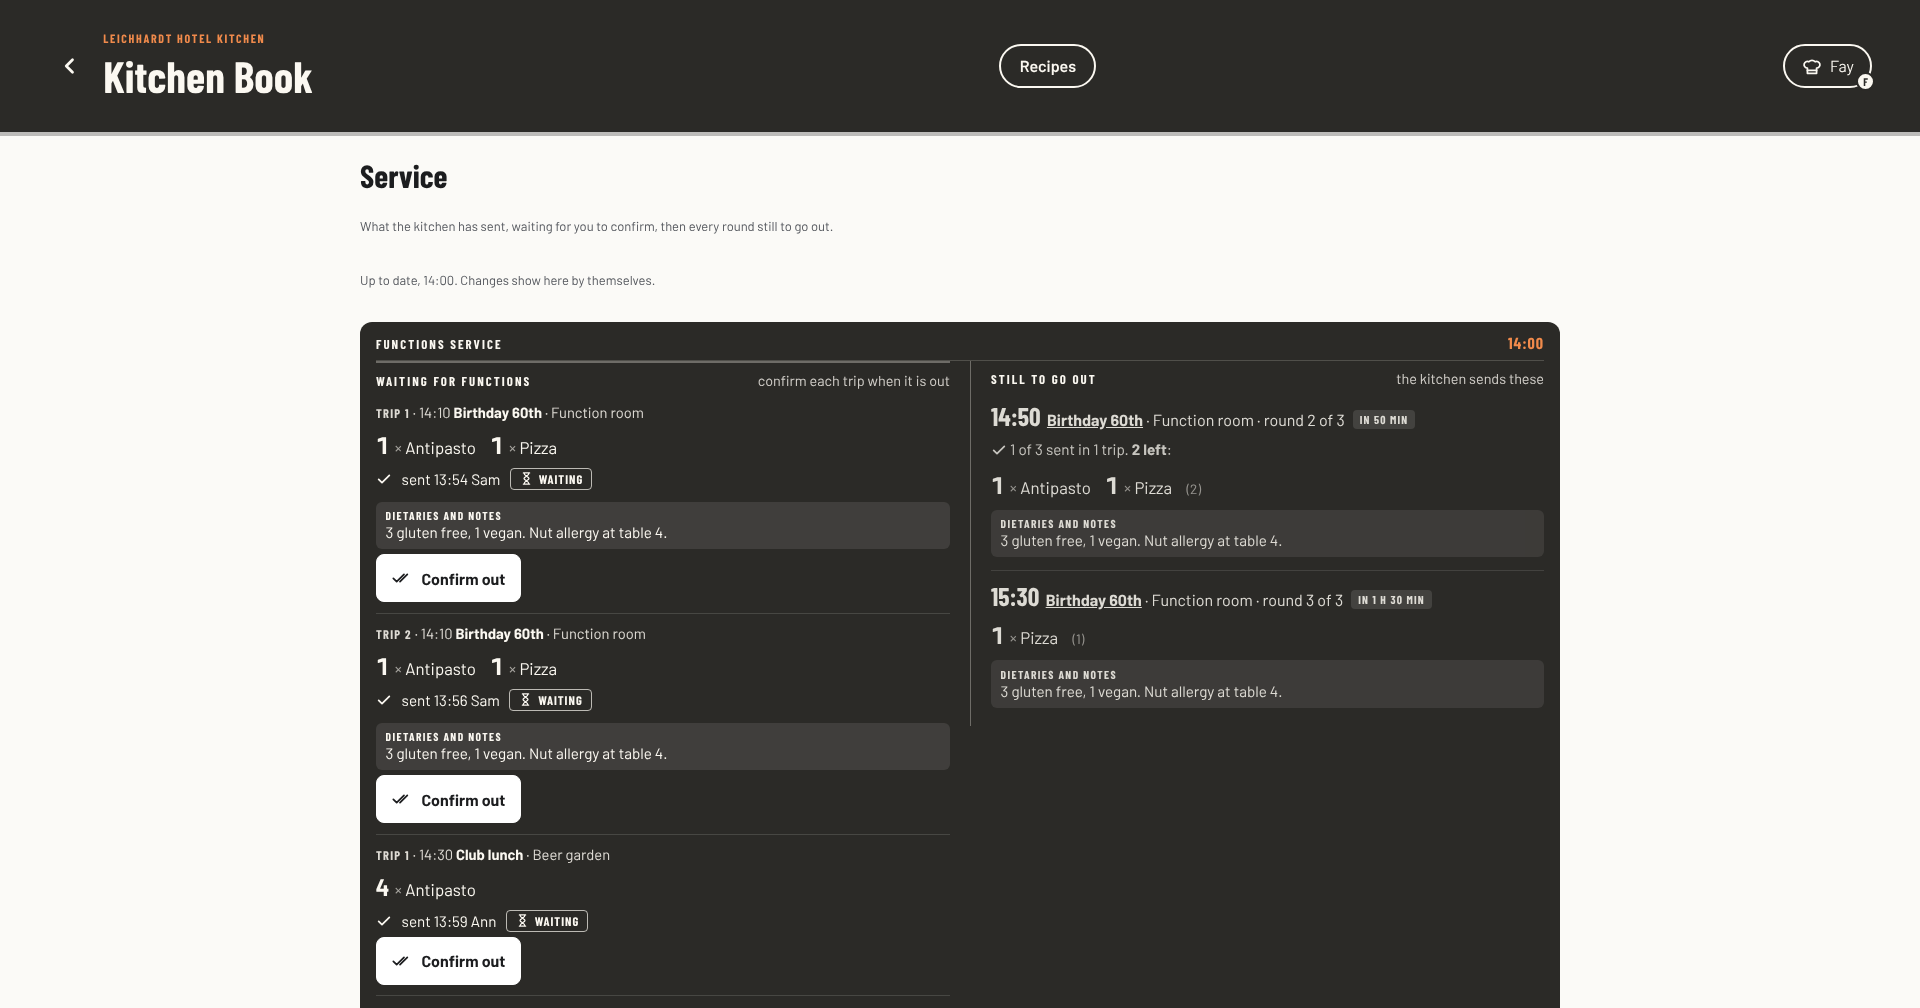 LEICHHARDT HOTEL KITCHEN
Kitchen Book
Recipes
Fay
F
Service
What the kitchen has sent, waiting for you to confirm, then every round still to go out.
Up to date, 14:00. Changes show here by themselves.
FUNCTIONS SERVICE
14:00
WAITING FOR FUNCTIONS
confirm each trip when it is out
TRIP 1 · 14:10 Birthday 60th · Function room
1 × Antipasto 1 × Pizza
sent 13:54 Sam WAITING
DIETARIES AND NOTES
3 gluten free, 1 vegan. Nut allergy at table 4.
Confirm out
TRIP 2 · 14:10 Birthday 60th · Function room
1 × Antipasto 1 × Pizza
sent 13:56 Sam WAITING
DIETARIES AND NOTES
3 gluten free, 1 vegan. Nut allergy at table 4.
Confirm out
TRIP 1 · 14:30 Club lunch · Beer garden
4 × Antipasto
sent 13:59 Ann WAITING
Confirm out
STILL TO GO OUT
the kitchen sends these
14:50 Birthday 60th · Function room · round 2 of 3 IN 50 MIN
1 of 3 sent in 1 trip. 2 left:
1 × Antipasto 1 × Pizza (2)
DIETARIES AND NOTES
3 gluten free, 1 vegan. Nut allergy at table 4.
15:30 Birthday 60th · Function room · round 3 of 3 IN 1 H 30 MIN
1 × Pizza (1)
DIETARIES AND NOTES
3 gluten free, 1 vegan. Nut allergy at table 4.